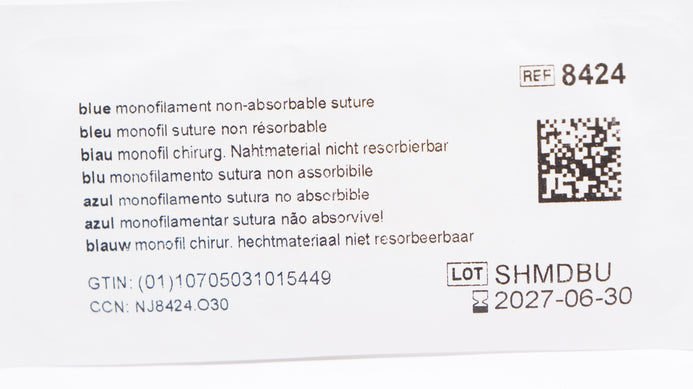 REF 8424
blue monofilament non-absorbable suture
bleu monofil suture non résorbable
blau monofil chirurg. Nahtmaterial nicht resorbierbar
blu monofilamento sutura non assorbibile
azul monofilamento sutura no absorbible
azul monofilamentar sutura não absorvível
blauw monofil chirur. hechtmateriaal niet resorbeerbaar
GTIN: (01)10705031015449
CCN: NJ8424.O30
LOT SHMDBU
2027-06-30